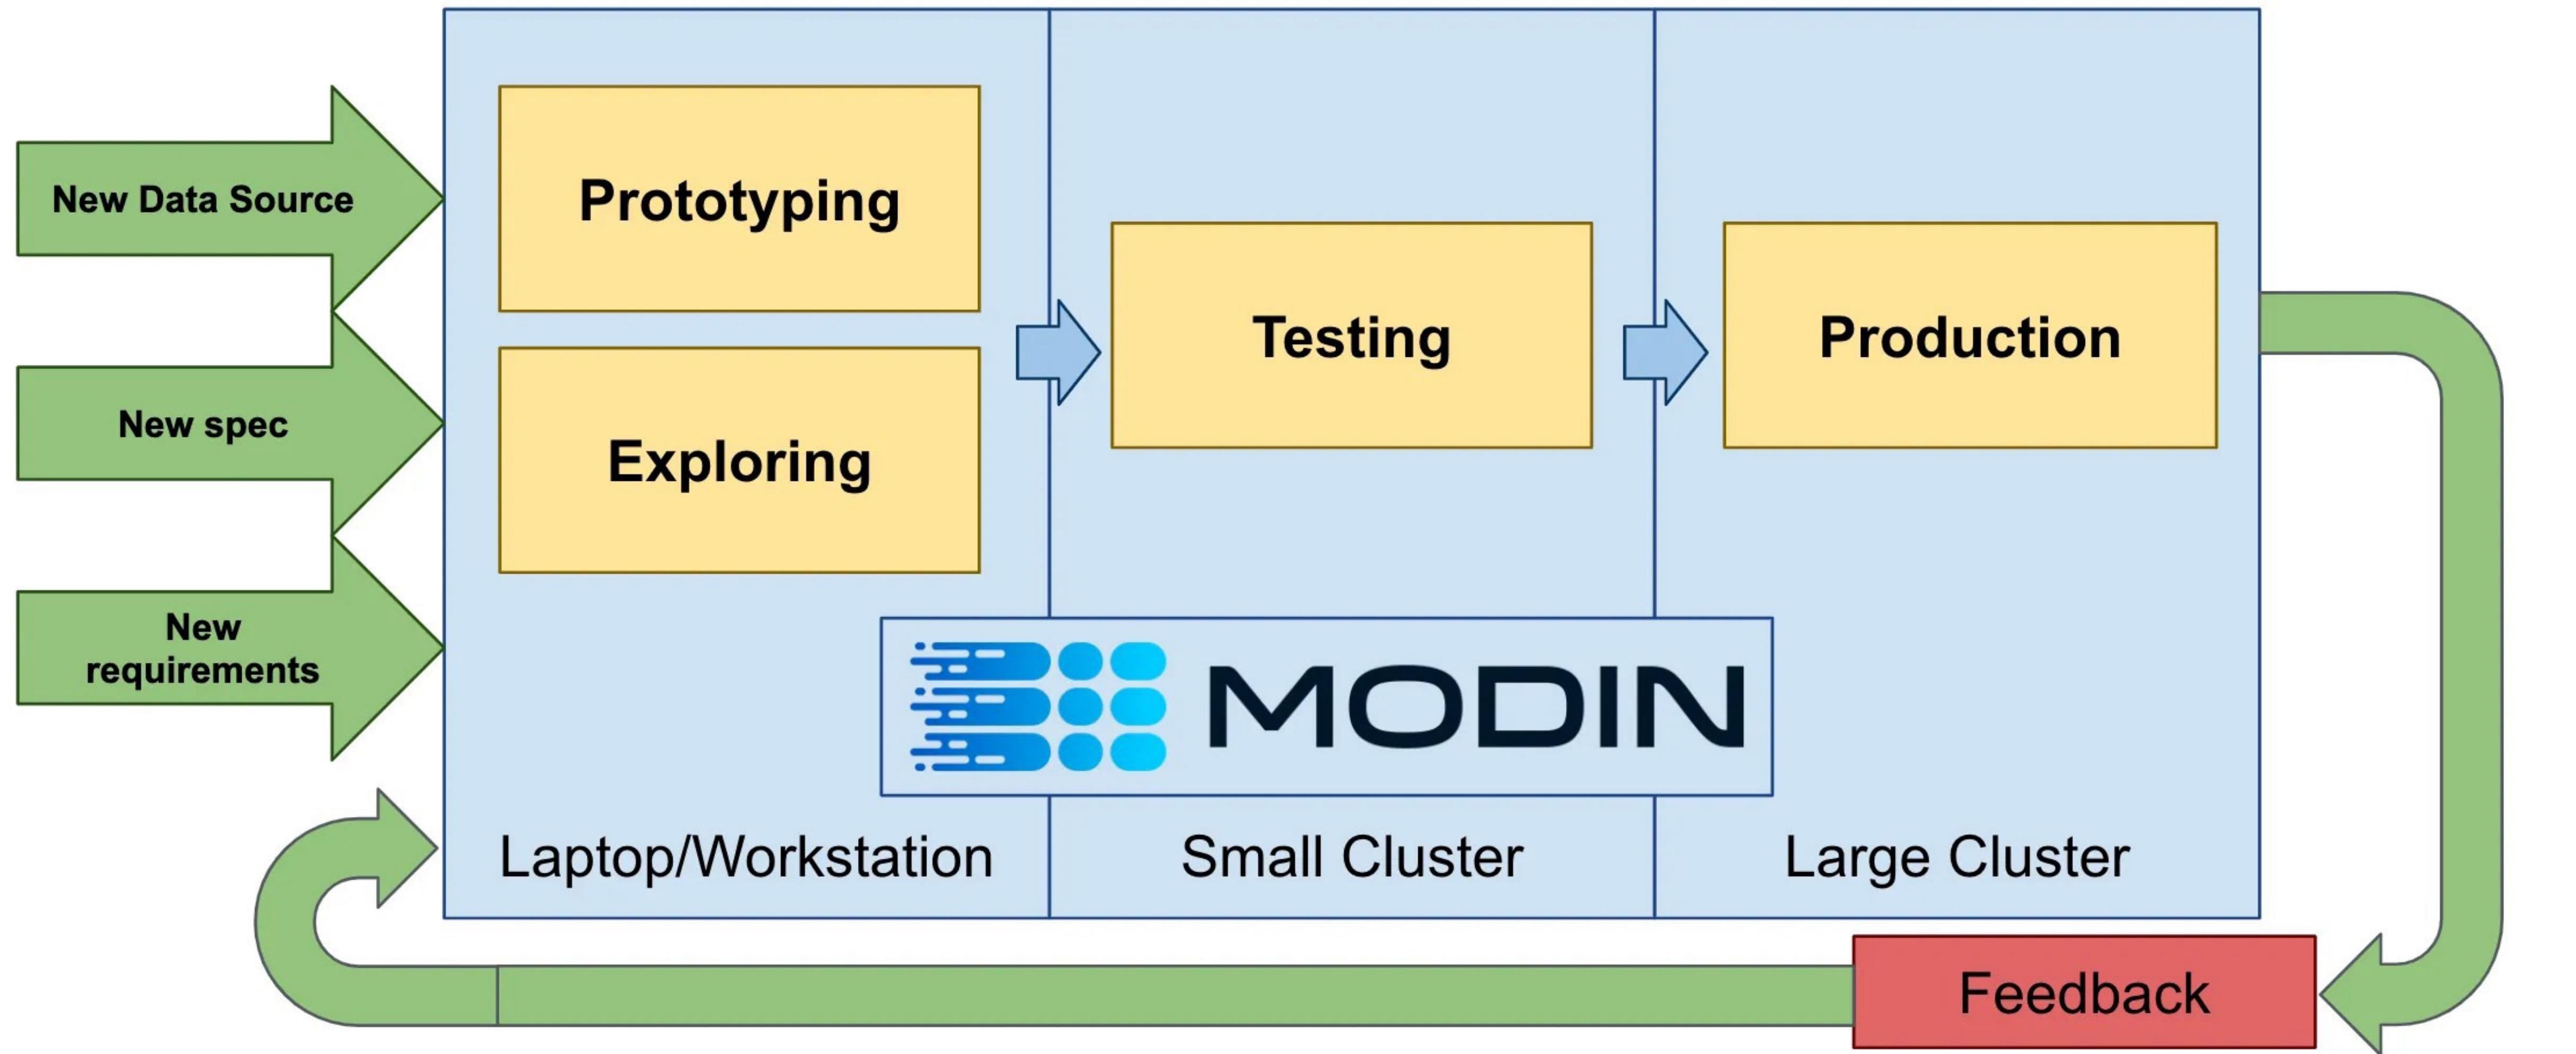 New Data Source
New spec
New
requirements
Prototyping
Exploring
Testing
Production
MODIN
Laptop/Workstation
Small Cluster
Large Cluster
Feedback